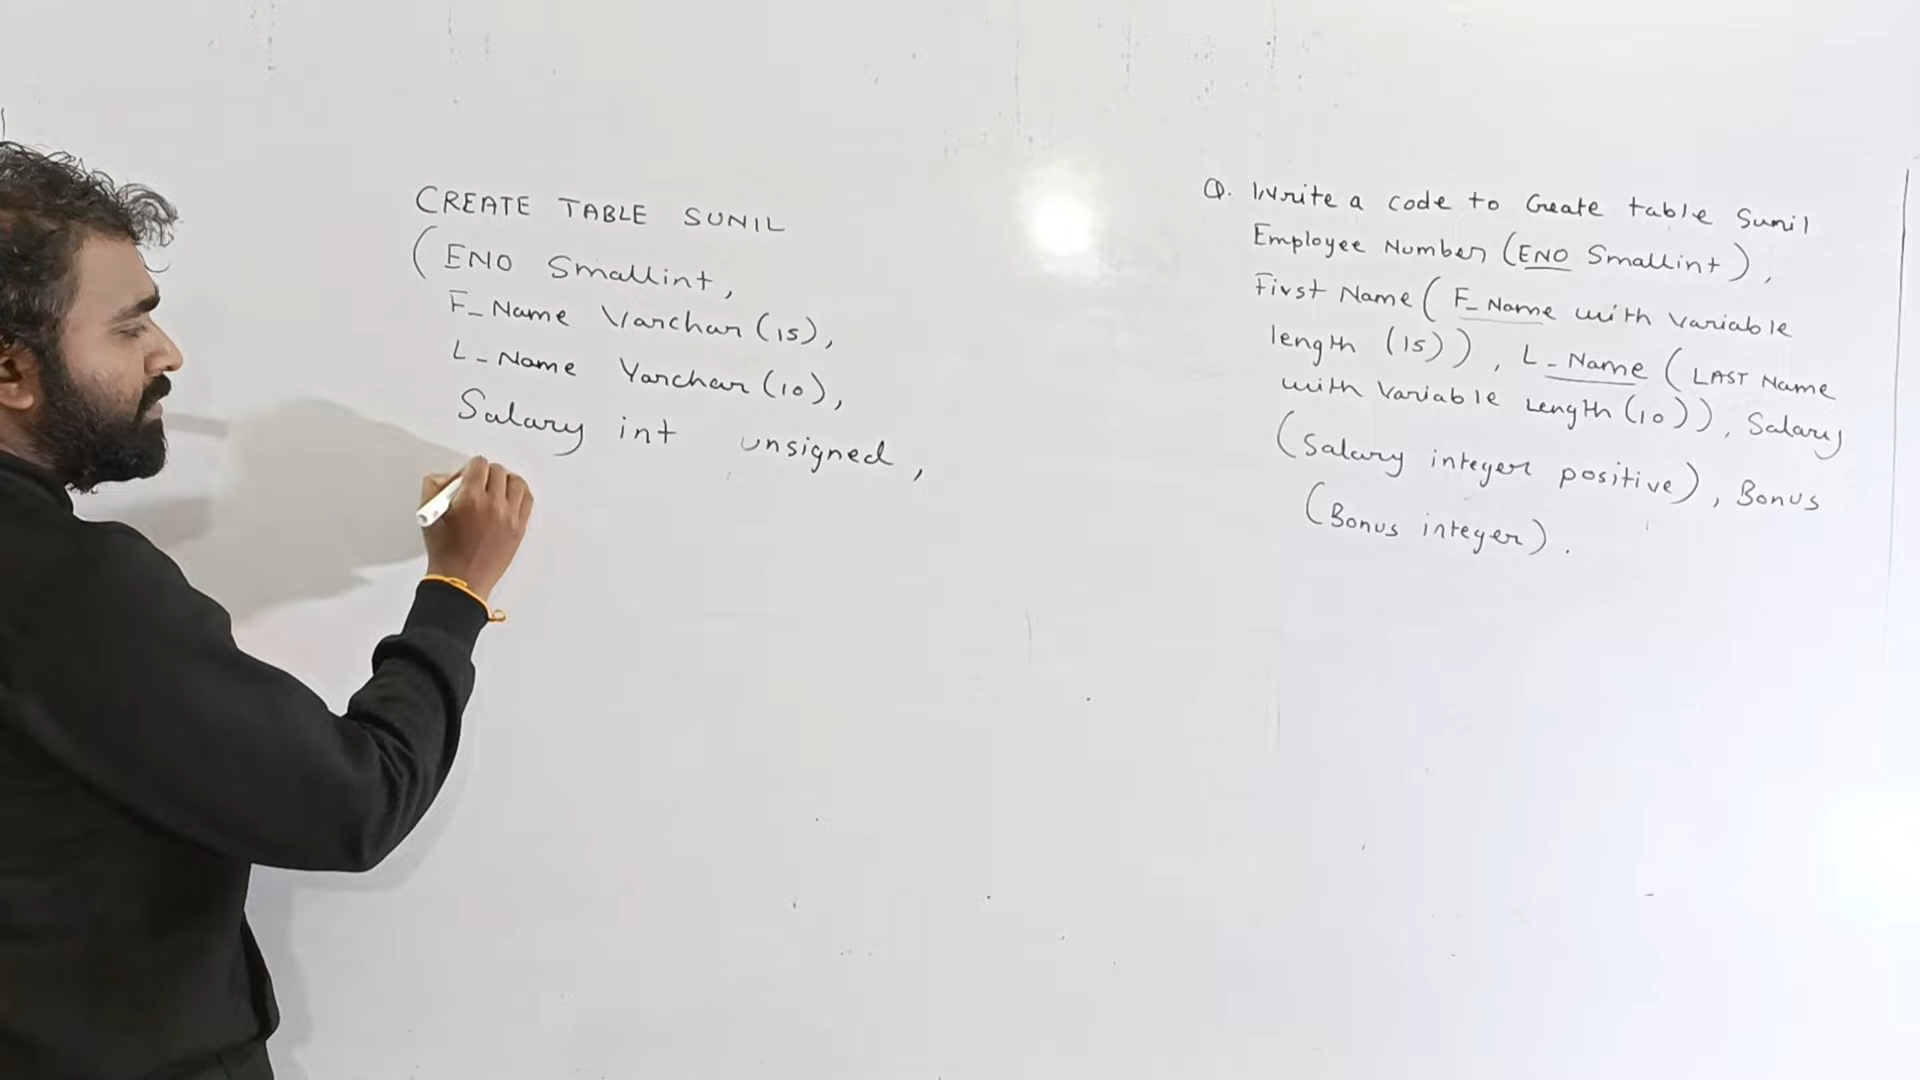 CREATE TABLE SUNIL
(ENO Smallint,
F_Name Varchar(15),
L_Name Varchar(10),
Salary int unsigned,
Q. Write a code to Create table Sunil
Employee Number (ENO Smallint),
First Name (F_Name with Variable
length (15)), L_Name (LAST Name
with Variable Length (10)), Salary
(Salary integer positive), Bonus
(Bonus integer).